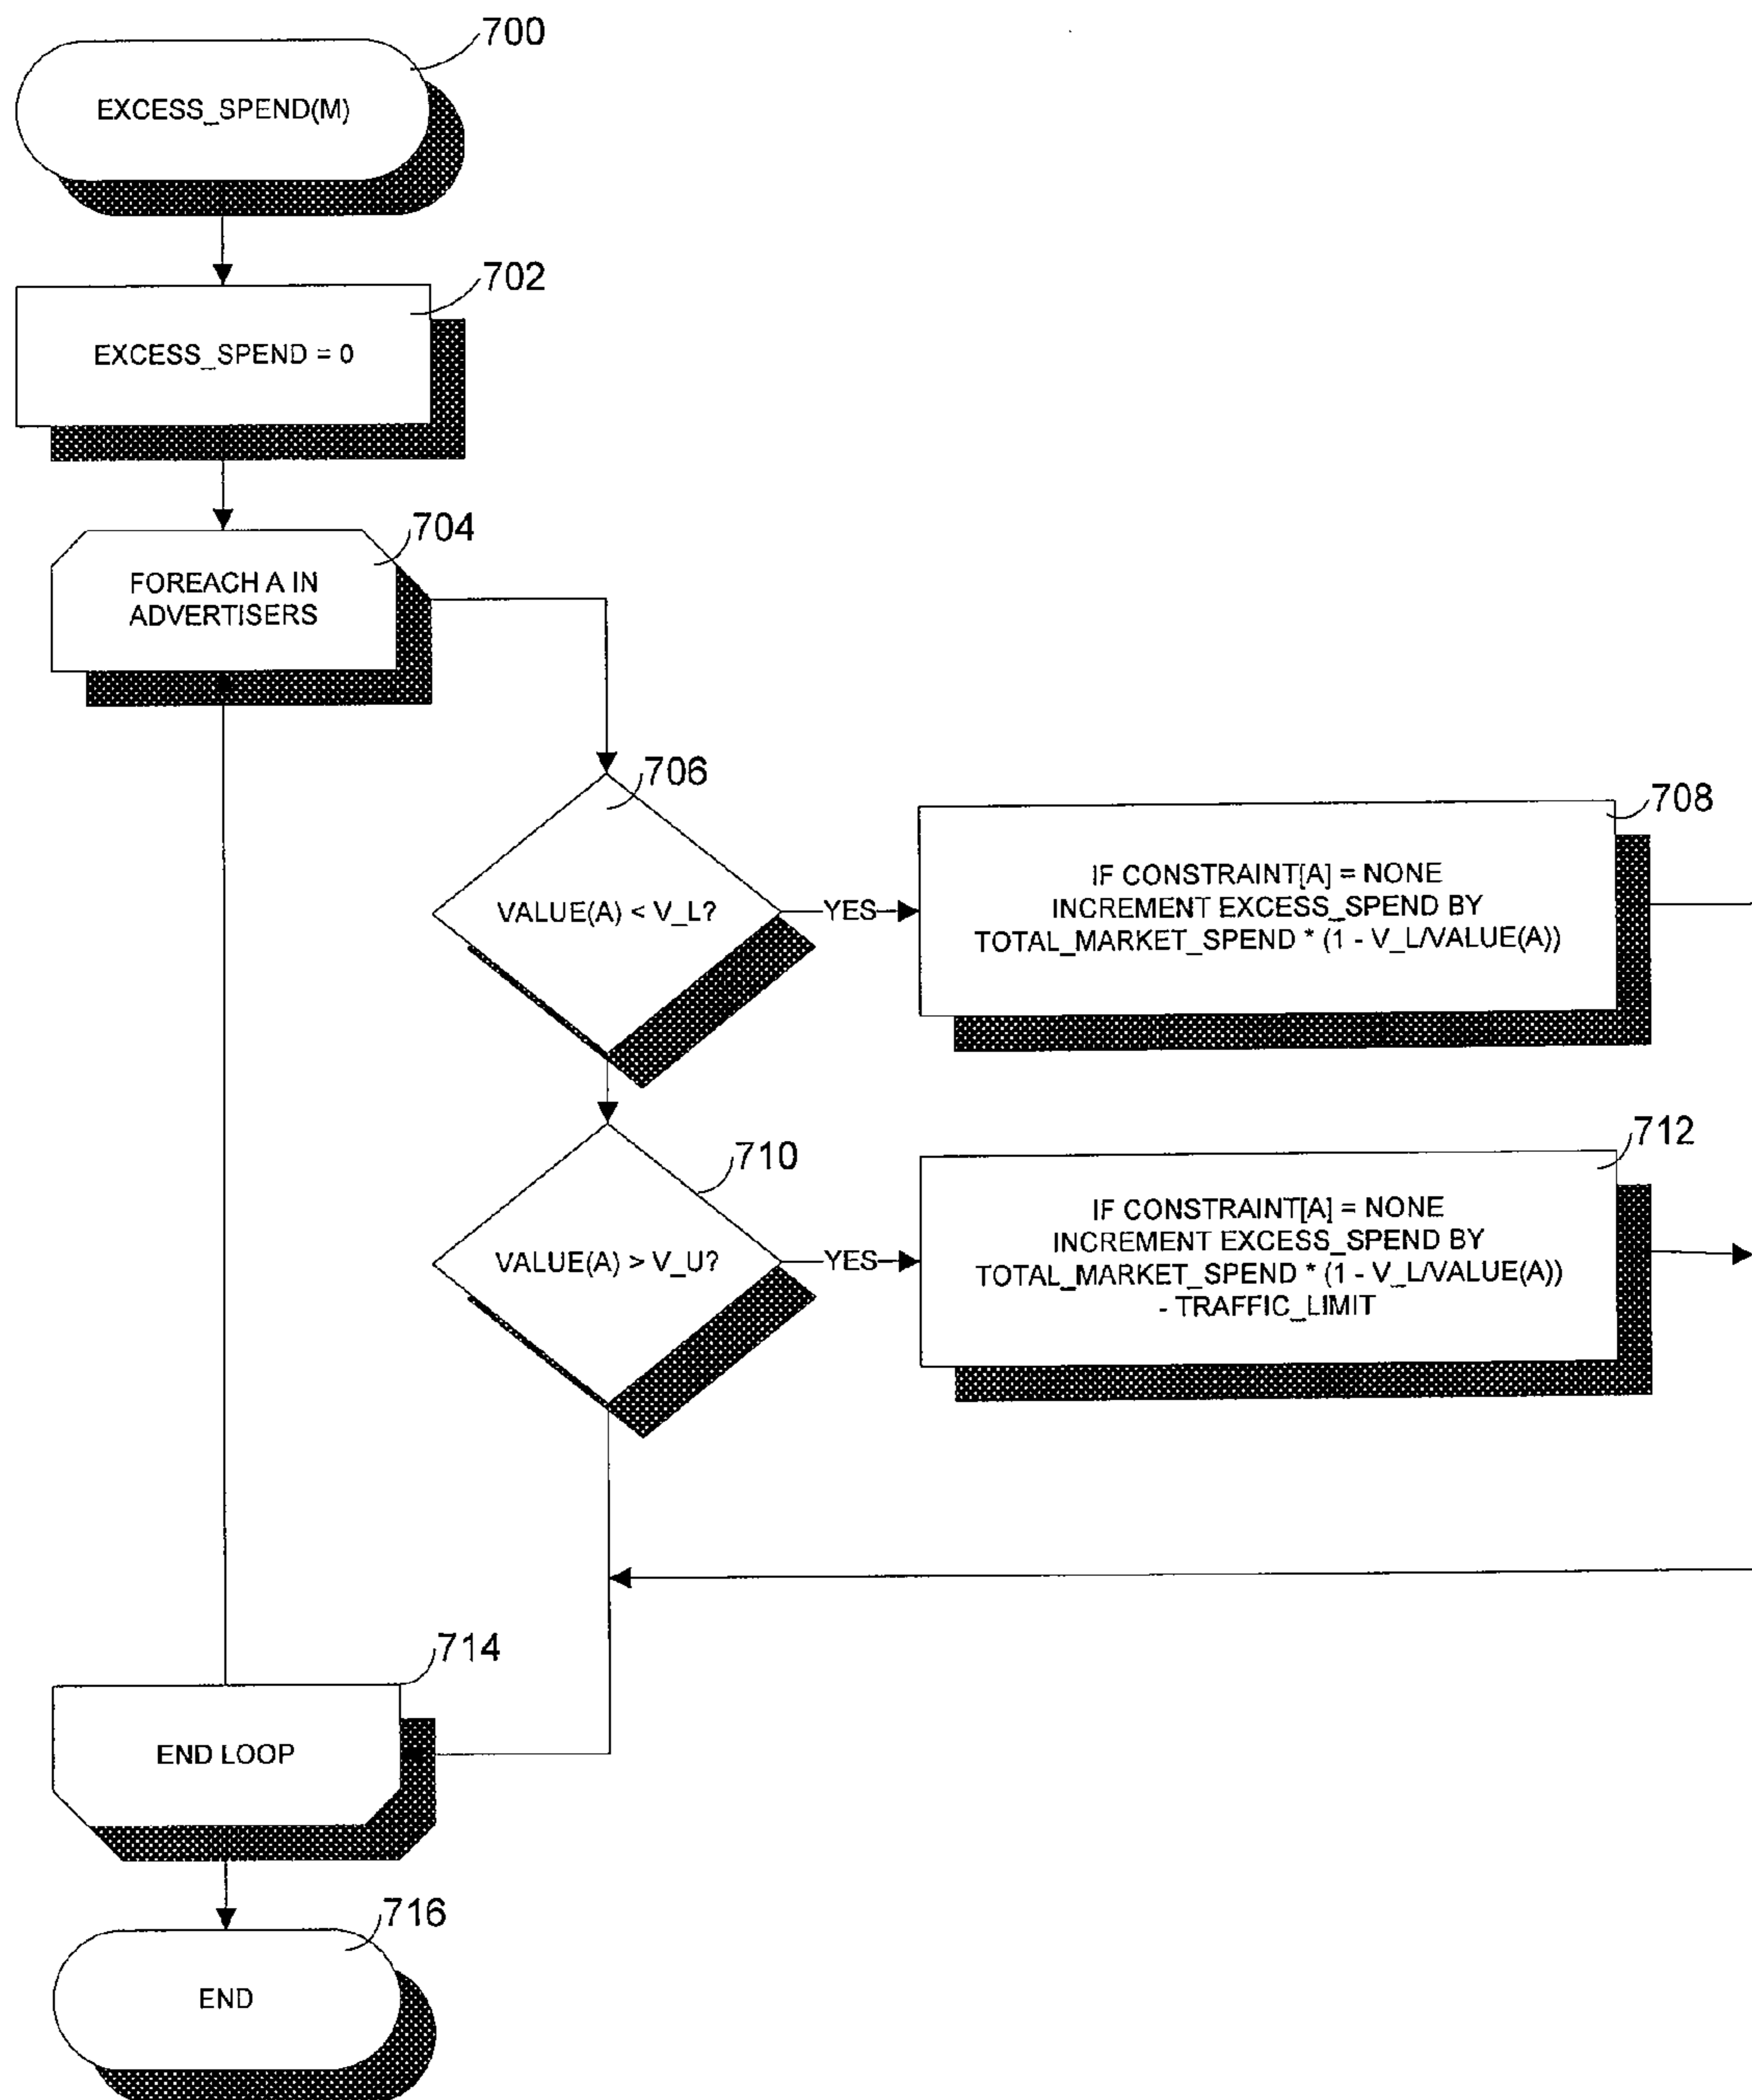 700
EXCESS_SPEND(M)
702
EXCESS_SPEND = 0
704
FOREACH A IN
ADVERTISERS
706
VALUE(A) < V_L?
YES
708
IF CONSTRAINT[A] = NONE
INCREMENT EXCESS_SPEND BY
TOTAL_MARKET_SPEND * (1 - V_L/VALUE(A))
710
VALUE(A) > V_U?
YES
712
IF CONSTRAINT[A] = NONE
INCREMENT EXCESS_SPEND BY
TOTAL_MARKET_SPEND * (1 - V_L/VALUE(A))
- TRAFFIC_LIMIT
714
END LOOP
716
END